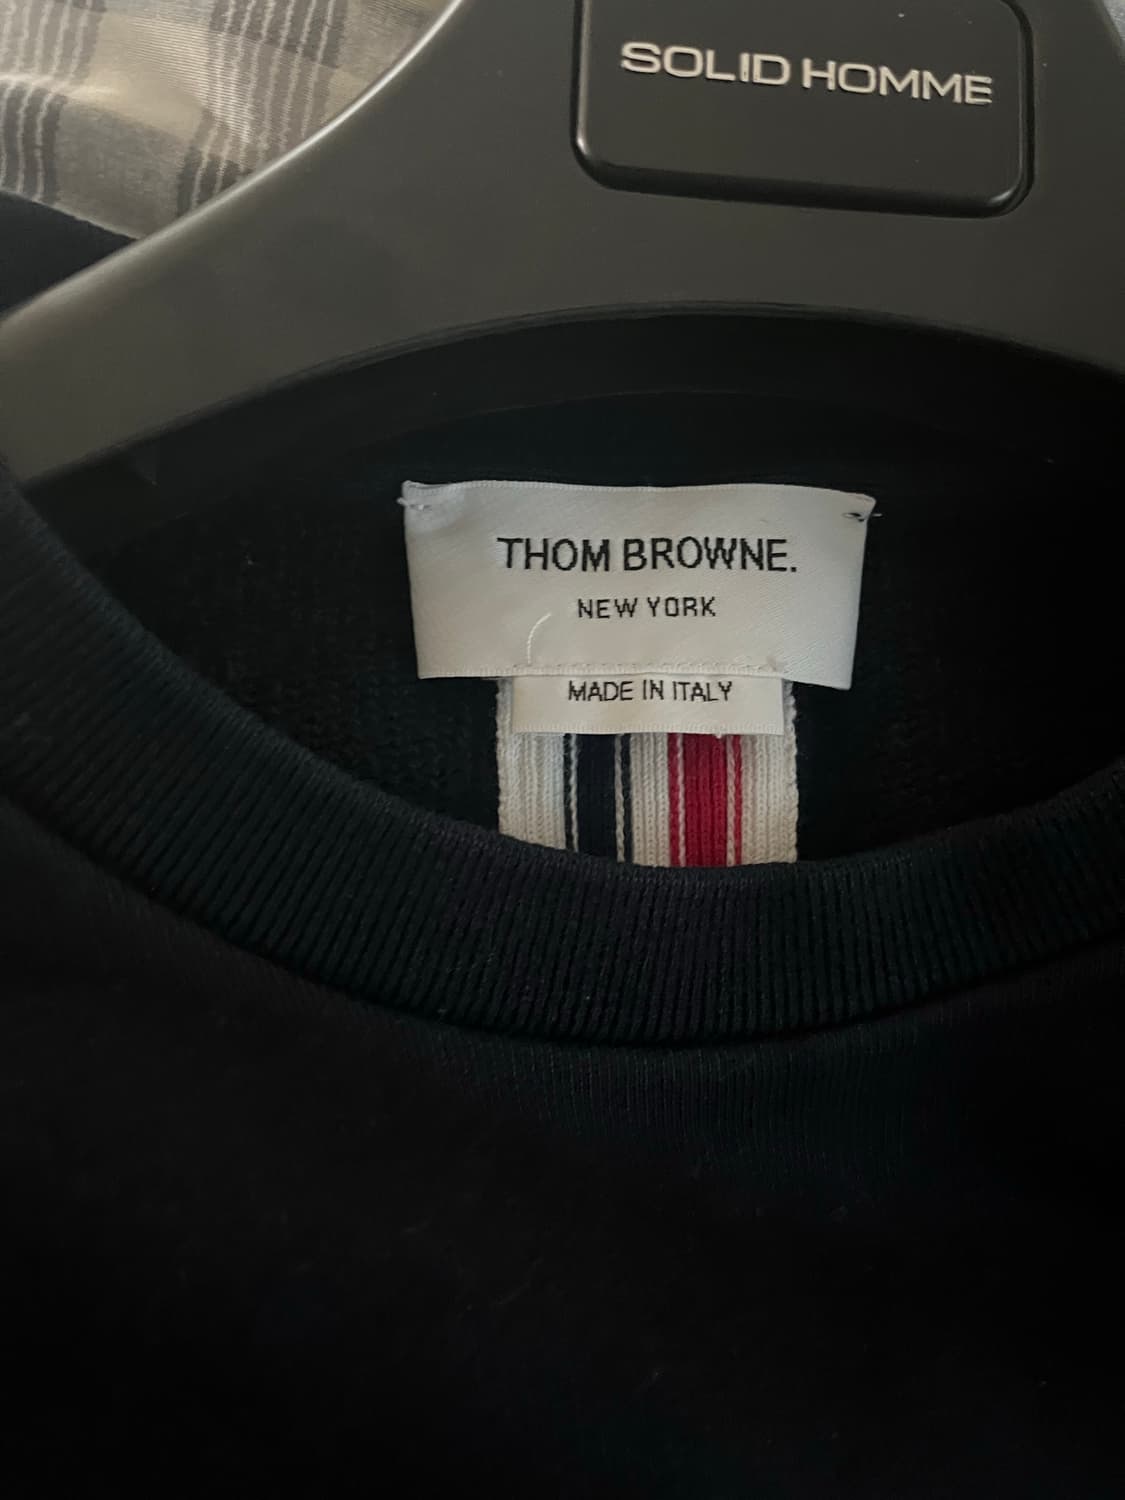 SOLID HOMME
THOM BROWNE.
NEW YORK
MADE IN ITALY